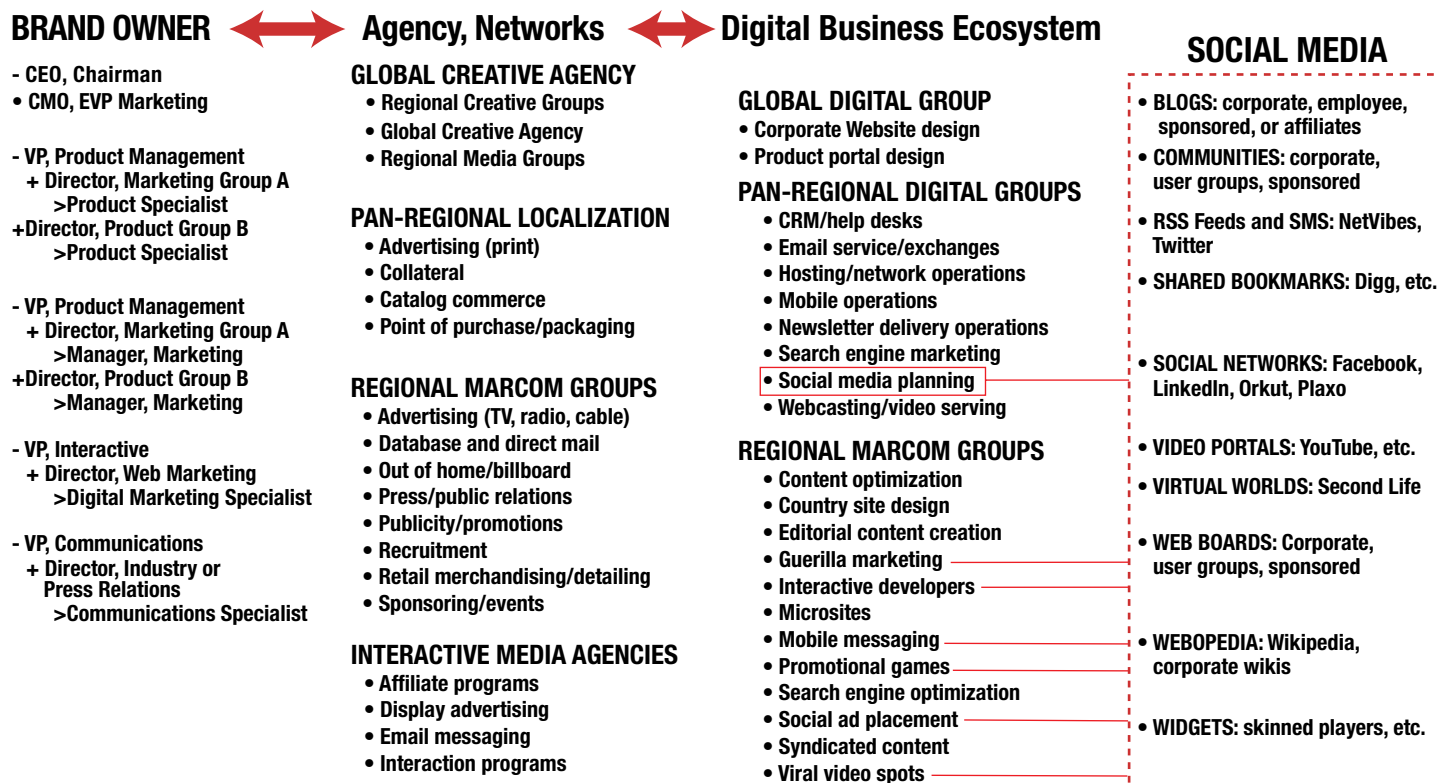 BRAND OWNER
- CEO, Chairman
• CMO, EVP Marketing
- VP, Product Management
+ Director, Marketing Group A
>Product Specialist
+Director, Product Group B
>Product Specialist
- VP, Product Management
+ Director, Marketing Group A
>Manager, Marketing
+Director, Product Group B
>Manager, Marketing
- VP, Interactive
+ Director, Web Marketing
>Digital Marketing Specialist
- VP, Communications
+ Director, Industry or
Press Relations
>Communications Specialist
Agency, Networks
GLOBAL CREATIVE AGENCY
• Regional Creative Groups
• Global Creative Agency
• Regional Media Groups
PAN-REGIONAL LOCALIZATION
• Advertising (print)
• Collateral
• Catalog commerce
• Point of purchase/packaging
REGIONAL MARCOM GROUPS
• Advertising (TV, radio, cable)
• Database and direct mail
• Out of home/billboard
• Press/public relations
• Publicity/promotions
• Recruitment
• Retail merchandising/detailing
• Sponsoring/events
INTERACTIVE MEDIA AGENCIES
• Affiliate programs
• Display advertising
• Email messaging
• Interaction programs
Digital Business Ecosystem
GLOBAL DIGITAL GROUP
• Corporate Website design
• Product portal design
PAN-REGIONAL DIGITAL GROUPS
• CRM/help desks
• Email service/exchanges
• Hosting/network operations
• Mobile operations
• Newsletter delivery operations
• Search engine marketing
• Social media planning
• Webcasting/video serving
REGIONAL MARCOM GROUPS
• Content optimization
• Country site design
• Editorial content creation
• Guerilla marketing
• Interactive developers
• Microsites
• Mobile messaging
• Promotional games
• Search engine optimization
• Social ad placement
• Syndicated content
• Viral video spots
SOCIAL MEDIA
• BLOGS: corporate, employee,
sponsored, or affiliates
• COMMUNITIES: corporate,
user groups, sponsored
• RSS Feeds and SMS: NetVibes,
Twitter
• SHARED BOOKMARKS: Digg, etc.
• SOCIAL NETWORKS: Facebook,
LinkedIn, Orkut, Plaxo
• VIDEO PORTALS: YouTube, etc.
• VIRTUAL WORLDS: Second Life
• WEB BOARDS: Corporate,
user groups, sponsored
• WEBOPEDIA: Wikipedia,
corporate wikis
• WIDGETS: skinned players, etc.